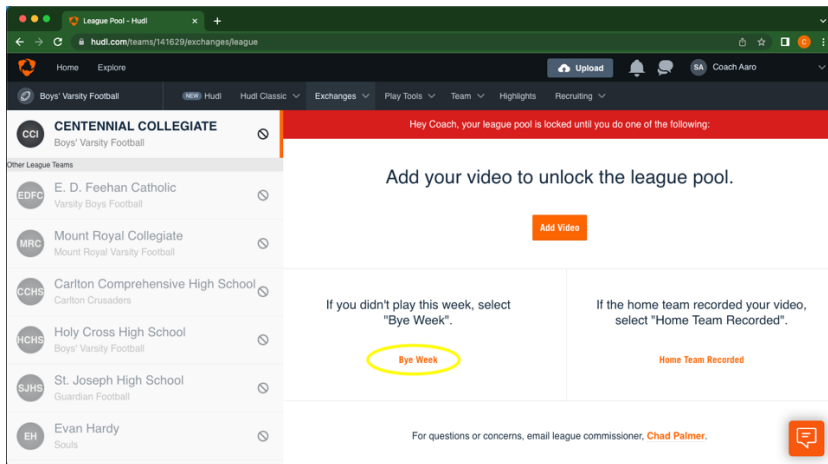 League Pool - Hudl
hudl.com/teams/141629/exchanges/league
Home Explore Upload SA Coach Aaro
Boys' Varsity Football NEW Hudl Hudl Classic Exchanges Play Tools Team Highlights Recruiting
CCI
CENTENNIAL COLLEGIATE
Boys' Varsity Football
Other League Teams
EDFC
E. D. Feehan Catholic
Varsity Boys Football
MRC
Mount Royal Collegiate
Mount Royal Varsity Football
CCHS
Carlton Comprehensive High School
Carlton Crusaders
HCHS
Holy Cross High School
Boys' Varsity Football
SJHS
St. Joseph High School
Guardian Football
EH
Evan Hardy
Souls
Hey Coach, your league pool is locked until you do one of the following:
Add your video to unlock the league pool.
Add Video
If you didn't play this week, select
"Bye Week".
Bye Week
If the home team recorded your video,
select "Home Team Recorded".
Home Team Recorded
For questions or concerns, email league commissioner, Chad Palmer.